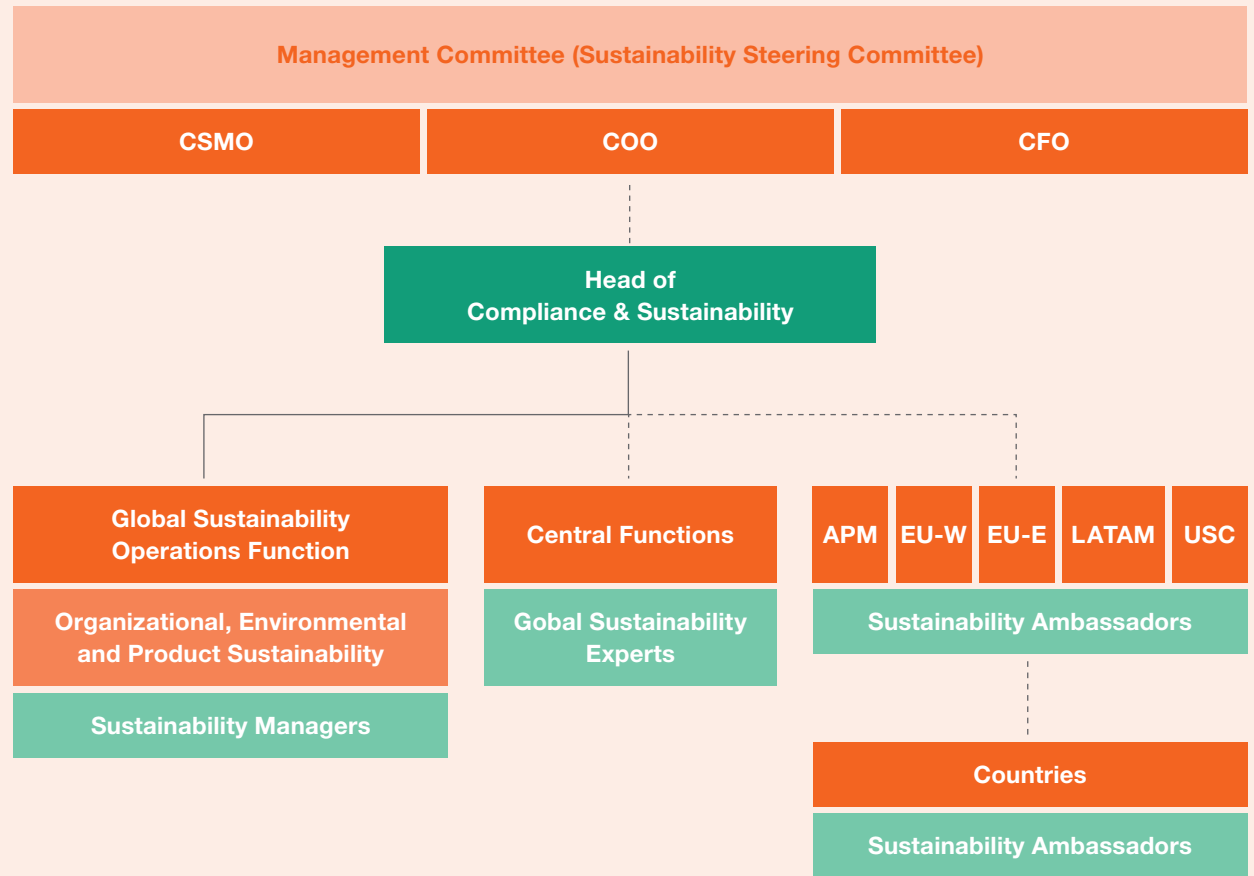 Management Committee (Sustainability Steering Committee)
CSMO
COO
CFO
Head of
Compliance & Sustainability
Global Sustainability
Operations Function
Organizational, Environmental
and Product Sustainability
Sustainability Managers
Central Functions
Gobal Sustainability
Experts
APM
EU-W
EU-E
LATAM
USC
Sustainability Ambassadors
Countries
Sustainability Ambassadors